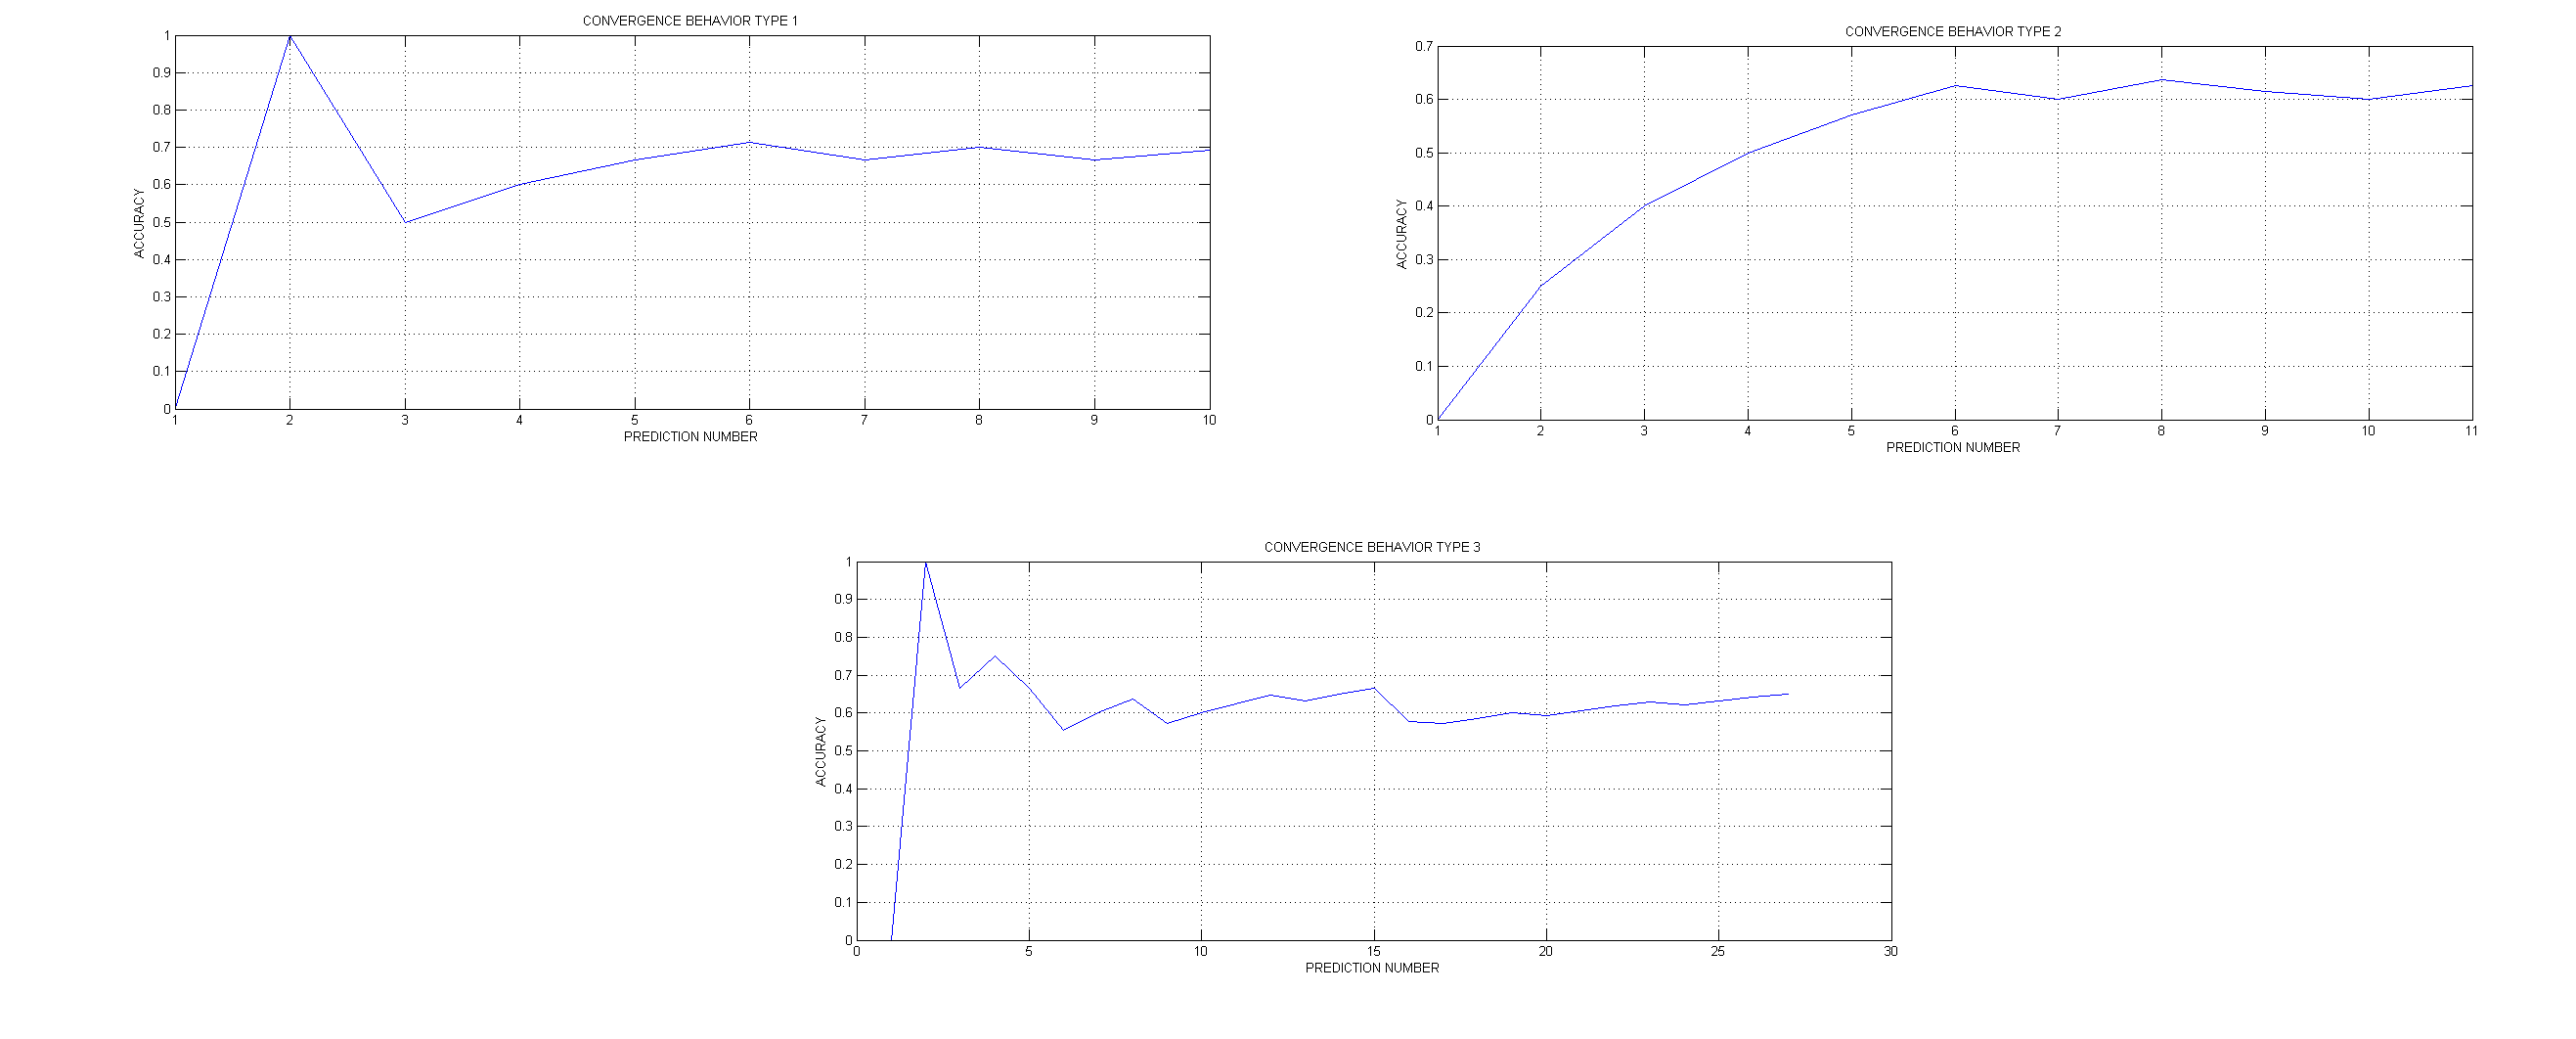 CONVERGENCE BEHAVIOR TYPE 1
1
0.9
0.8
0.7
0.6
0.5
0.4
0.3
0.2
0.1
0
ACCURACY
1 2 3 4 5 6 7 8 9 10
PREDICTION NUMBER
CONVERGENCE BEHAVIOR TYPE 2
0.7
0.6
0.5
0.4
0.3
0.2
0.1
0
ACCURACY
1 2 3 4 5 6 7 8 9 10 11
PREDICTION NUMBER
CONVERGENCE BEHAVIOR TYPE 3
1
0.9
0.8
0.7
0.6
0.5
0.4
0.3
0.2
0.1
0
ACCURACY
0 5 10 15 20 25 30
PREDICTION NUMBER